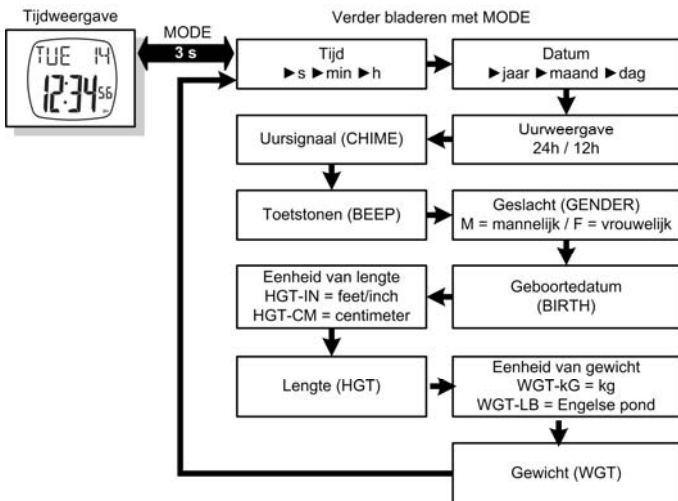 Tijdweergave
MODE
3 s
Verder bladeren met MODE
TUE 14
12:34 56
Tijd
►s ►min ►h
Datum
►jaar ►maand ►dag
Uursignaal (CHIME)
Uurweergave
24h / 12h
Toetstonen (BEEP)
Geslacht (GENDER)
M = mannelijk / F = vrouwelijk
Eenheid van lengte
HGT-IN = feet/inch
HGT-CM = centimeter
Geboortedatum
(BIRTH)
Lengte (HGT)
Eenheid van gewicht
WGT-kG = kg
WGT-LB = Engelse pond
Gewicht (WGT)